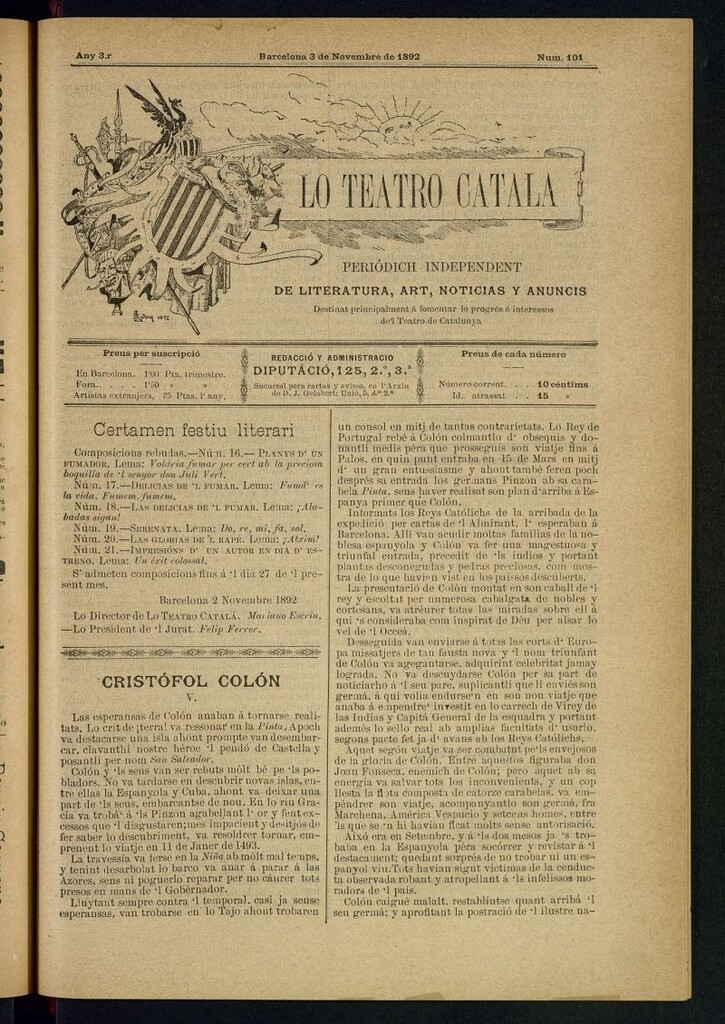 Any 3.r
Barcelona 3 de Novembre de 1892
Num. 101
LO TEATRO CATALA
PERIÓDICH INDEPENDENT
DE LITERATURA, ART, NOTICIAS Y ANUNCIS
Destinat principalment á fomentar lo progrés é interessos
de'l Teatro de Catalunya
Preus per suscripció
En Barcelona. 1'00 Pta. trimestre.
Fora. . . . . 1'50 » »
Artistas extranjers, 25 Ptas. l'any.
REDACCIÓ Y ADMINISTRACIO
DIPUTÁCIÓ, 125, 2.º, 3.ª
Sucursal pera cartas y avisos, en l'Arxiu
de D. J. Gelabert: Unió, 5, d.ª 2.ª
Preus de cada número
Número corrent. . . 10 céntims
Id. atrassat. . . 15 »
Certamen festiu literari
Composicions rebudas.—Núm. 16.—PLANYS D' UN
FUMADOR. Lema: Voldria fumar per cert ab la preciosa
boquilla de 'l senyor don Juli Vert.
Núm. 17.—DELICIAS DE 'L FUMAR. Lema: Fumá' es
la vida, Fumem, fumem.
Núm. 18.—LAS DELICIAS DE 'L FUMAR. Lema: ¡Ala-
badas sigan!
Núm. 19.—SERENATA. Lema: Do, re, mi, fa, sol.
Núm. 20.—LAS GLORIAS DE 'L RAPÉ. Lema: ¡Atxim!
Núm. 21.—IMPRESIÓNS D' UN AUTOR EN DIA D' ES-
TRENO. Lema: Un éxit colossal.
S' admeten composicions fins á 'l dia 27 de 'l pre-
sent mes.
Barcelona 2 Novembre 1892
Lo Director de LO TEATRO CATALÁ. Mariano Escriu.
—Lo President de 'l Jurat. Felip Ferrer.
CRISTÓFOL COLÓN
V.
Las esperansas de Colón anaban á tornarse reali-
tats. Lo crit de ¡terra! va ressonar en la Pinta. Apoch
va destacarse una isla ahont prompte van desembar-
car, clavanthi nostre héroe 'l pendó de Castella y
posantli per nom San Salvador.
Colón y 'ls seus van ser rebuts mólt bé pe 'ls po-
bladors. No va tardarse en descubrir novas islas, en-
tre ellas la Espanyola y Cuba, ahont va deixar una
part de 'ls seus, embarcantse de nou. En lo riu Gra-
cia va trobá' á 'ls Pinzon agabellant l' or y fent ex-
cessos que 'l disgustaren; mes impacient y desitjós de
fer saber lo descubriment, va resoldrer tornar, em-
prenent lo viatje en 11 de Janer de 1493.
La travessía va ferse en la Niña ab mólt mal temps,
y tenint desarbolat lo barco va anar á parar á las
Azores, sens ni poguerlo reparar per no cáurer tots
presos en mans de 'l Gobernador.
Lluytant sempre contra 'l temporal, casi ja sense
esperansas, van trobarse en lo Tajo ahont trobaren
un consol en mitj de tantas contrarietats. Lo Rey de
Portugal rebé á Colón colmantlo d' obsequis y do-
nantli medis pera que prosseguís son viatje fins á
Palos, en quin punt entraba en 15 de Mars en mitj
d' un gran entussiasme y ahont també feren poch
després sa entrada los germans Pinzon ab sa cara-
bela Pinta, sens haver realisat son plan d'arribá á Es-
panya primer que Colón.
Informats los Reys Católichs de la arribada de la
expedició per cartas de 'l Almirant, l' esperaban á
Barcelona. Allí van acudir moltas familias de la no-
blesa espanyola y Colón va fer una magestuosa y
triunfal entrada, precedit de 'ls indios y portant
plantas desconegudas y pedras preciosas, com mos-
tra de lo que havien vist en los paíssos descuberts.
La presentació de Colón montat en son caball d' de 'l
rey y escoltat per numerosa cabalgata de nobles y
cortesans, va atréurer totas las miradas sobre ell á
qui 's consideraba com inspirat de Déu per alsar lo
vel de 'l Occeá.
Desseguida van enviarse á totas las corts d' Euro-
pa missatjers de tan fausta nova y 'l nom triunfant
de Colón va agegantarse, adquirint celebritat jamay
lograda. No va descuydarse Colón per sa part de
noticiarho á 'l seu pare, suplicantli que li enviés son
germá, á qui volia endurse'n en son nou viatje que
anaba á empendre' investit en lo carrech de Virey de
las Indias y Capitá General de la esquadra y portant
además lo sello real ab amplias facultats d' usarlo,
segons pacte fet ja d' avans ab los Reys Católichs.
Aquet segón viatje va ser combatut pe'ls envejosos
de la gloria de Colón. Entre aquestos figuraba don
Joan Fonseca, enemich de Colón; pero aquet ab sa
energía va salvar tots los inconvenients, y un cop
llesta la flota composta de catorze carabelas, va em-
péndrer son viatje, acompanyantlo son germá, fra
Marchena, América Vespucio y setcens homes, entre
'ls que se 'n hi havian ficat molts sense autorisació.
Aixó era en Setembre, y á 'ls dos mesos ja 's tro-
baba en la Espanyola pera socórrer y revistar á 'l
destacament; quedant sorprés de no trobar ni un es-
panyol viu. Tots havian sigut victimas de la conduc-
ta observada robant y atropellant á 'ls infelissos mo-
radors de 'l pais.
Colón caigué malalt, restablintse quant arribá 'l
seu germá; y aprofitant la postració de 'l ilustre na-